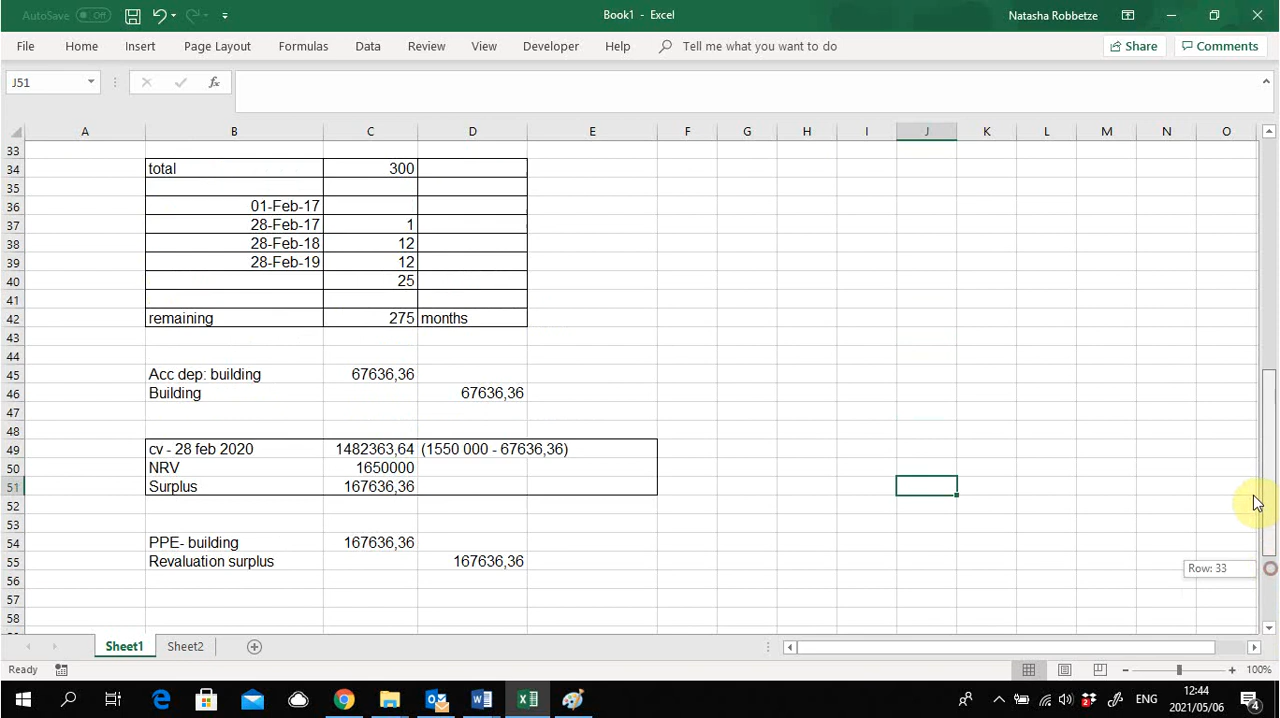 AutoSave Off Book1 - Excel Natasha Robbetze
File Home Insert Page Layout Formulas Data Review View Developer Help Tell me what you want to do Share Comments
J51 fx
A B C D E F G H I J K L M N O
33
34 total 300
35
36 01-Feb-17
37 28-Feb-17 1
38 28-Feb-18 12
39 28-Feb-19 12
40 25
41
42 remaining 275 months
43
44
45 Acc dep: building 67636,36
46 Building 67636,36
47
48
49 cv - 28 feb 2020 1482363,64 (1550 000 - 67636,36)
50 NRV 1650000
51 Surplus 167636,36
52
53
54 PPE- building 167636,36
55 Revaluation surplus 167636,36
56
Row: 33
57
58
Sheet1 Sheet2
Ready 100%
ENG 12:44
2021/05/06 4